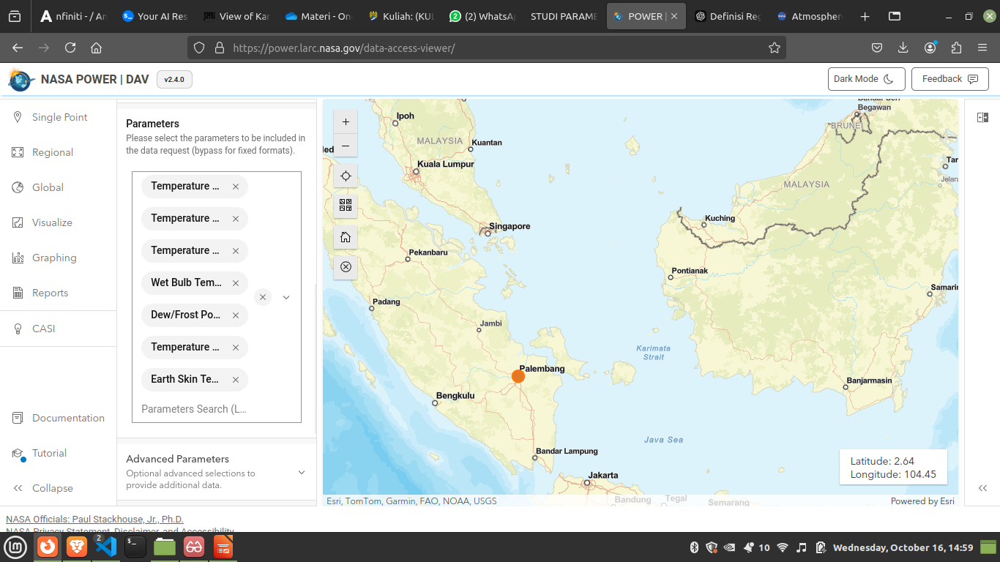 nfiniti - / An
Your AI Res
View of Kar
Materi - On
Kuliah: (KUL
(2) WhatsA
STUDI PARAME
POWER |
Definisi Reg
Atmospher
https://power.larc.nasa.gov/data-access-viewer/
NASA POWER | DAV
v2.4.0
Dark Mode
Feedback
Single Point
Regional
Global
Visualize
Graphing
Reports
CASI
Documentation
Tutorial
Collapse
Parameters
Please select the parameters to be included in
the data request (bypass for fixed formats).
Temperature ...
Temperature ...
Temperature ...
Wet Bulb Tem...
Dew/Frost Po...
Temperature ...
Earth Skin Te...
Parameters Search (L...
Advanced Parameters
Optional advanced selections to
provide additional data.
Bandar Seri
Begawan
BRUNEI
Ipoh
MALAYSIA
Kuantan
Kuala Lumpur
Tar
Jelara
MALAYSIA
Kuching
Singapore
Pekanbaru
Pontianak
Samarin
Padang
Jambi
Karimata
Strait
Palembang
Banjarmasin
Bengkulu
Java Sea
Bandar Lampung
Jakarta
Bandung
Tegal
Semarang
Latitude: 2.64
Longitude: 104.45
Esri, TomTom, Garmin, FAO, NOAA, USGS
Powered by Esri
NASA Officials: Paul Stackhouse, Jr., Ph.D.
NASA Privacy Statement, Disclaimer, and Accessibility
2
10
Wednesday, October 16, 14:59